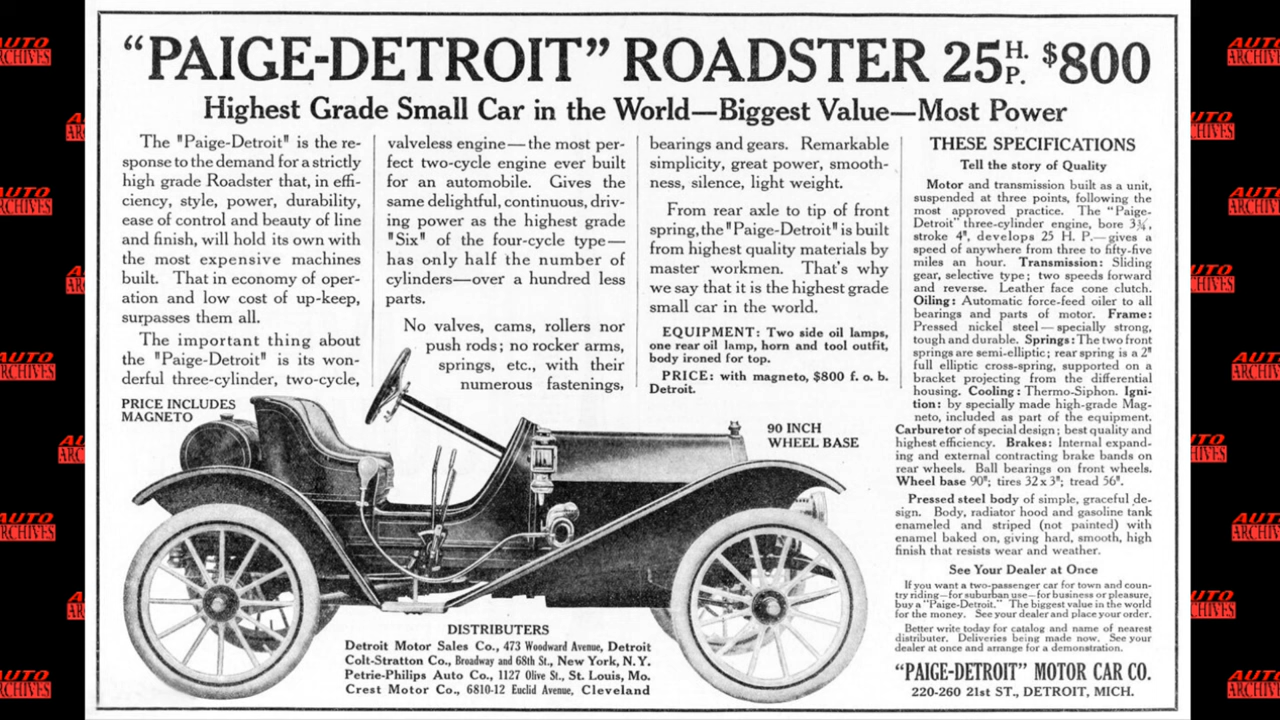 "PAIGE-DETROIT" ROADSTER 25 H.P. $800
Highest Grade Small Car in the World—Biggest Value—Most Power
The "Paige-Detroit" is the re-
sponse to the demand for a strictly
high grade Roadster that, in effi-
ciency, style, power, durability,
ease of control and beauty of line
and finish, will hold its own with
the most expensive machines
built. That in economy of oper-
ation and low cost of up-keep,
surpasses them all.
The important thing about
the "Paige-Detroit" is its won-
derful three-cylinder, two-cycle,
valveless engine—the most per-
fect two-cycle engine ever built
for an automobile. Gives the
same delightful, continuous, driv-
ing power as the highest grade
"Six" of the four-cycle type—
has only half the number of
cylinders—over a hundred less
parts.
No valves, cams, rollers nor
push rods; no rocker arms,
springs, etc., with their
numerous fastenings,
bearings and gears. Remarkable
simplicity, great power, smooth-
ness, silence, light weight.
From rear axle to tip of front
spring, the "Paige-Detroit" is built
from highest quality materials by
master workmen. That's why
we say that it is the highest grade
small car in the world.
EQUIPMENT: Two side oil lamps,
one rear oil lamp, horn and tool outfit,
body ironed for top.
PRICE: with magneto, $800 f. o. b.
Detroit.
THESE SPECIFICATIONS
Tell the story of Quality
Motor and transmission built as a unit,
suspended at three points, following the
most approved practice. The "Paige-
Detroit" three-cylinder engine, bore 3¾",
stroke 4", develops 25 H. P.—gives a
speed of anywhere from three to fifty-five
miles an hour. Transmission: Sliding
gear, selective type; two speeds forward
and reverse. Leather face cone clutch.
Oiling: Automatic force-feed oiler to all
bearings and parts of motor. Frame:
Pressed nickel steel—specially strong,
tough and durable. Springs: The two front
springs are semi-elliptic; rear spring is a 2"
full elliptic cross-spring, supported on a
bracket projecting from the differential
housing. Cooling: Thermo-Siphon. Igni-
tion: by specially made high-grade Mag-
neto, included as part of the equipment.
Carburetor of special design; best quality and
highest efficiency. Brakes: Internal expand-
ing and external contracting brake bands on
rear wheels. Ball bearings on front wheels.
Wheel base 90"; tires 32 x 3"; tread 56".
Pressed steel body of simple, graceful de-
sign. Body, radiator hood and gasoline tank
enameled and striped (not painted) with
enamel baked on, giving hard, smooth, high
finish that resists wear and weather.
See Your Dealer at Once
If you want a two-passenger car for town and coun-
try riding—for suburban use—for business or pleasure,
buy a "Paige-Detroit." The biggest value in the world
for the money. See your dealer and place your order.
Better write today for catalog and name of nearest
distributer. Deliveries being made now. See your
dealer at once and arrange for a demonstration.
"PAIGE-DETROIT" MOTOR CAR CO.
220-260 21st ST., DETROIT, MICH.
PRICE INCLUDES
MAGNETO
90 INCH
WHEEL BASE
DISTRIBUTERS
Detroit Motor Sales Co., 473 Woodward Avenue, Detroit
Colt-Stratton Co., Broadway and 68th St., New York, N. Y.
Petrie-Philips Auto Co., 1127 Olive St., St. Louis, Mo.
Crest Motor Co., 6810-12 Euclid Avenue, Cleveland
AUTO
ARCHIVES